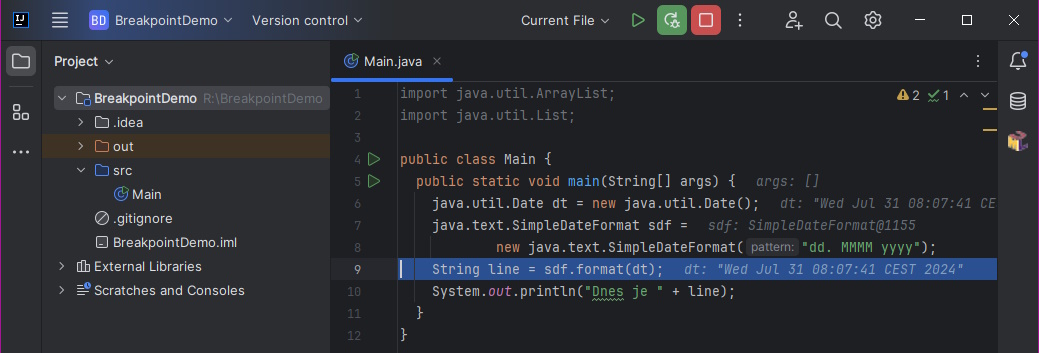 IJ BD BreakpointDemo Version control Current File
Project
BreakpointDemo R:\BreakpointDemo
.idea
out
src
Main
.gitignore
BreakpointDemo.iml
External Libraries
Scratches and Consoles
Main.java
2 1
1 import java.util.ArrayList;
2 import java.util.List;
3
4 public class Main {
5 public static void main(String[] args) { args: []
6 java.util.Date dt = new java.util.Date(); dt: "Wed Jul 31 08:07:41 CE
7 java.text.SimpleDateFormat sdf = sdf: SimpleDateFormat@1155
8 new java.text.SimpleDateFormat( pattern: "dd. MMMM yyyy");
9 String line = sdf.format(dt); dt: "Wed Jul 31 08:07:41 CEST 2024"
10 System.out.println("Dnes je " + line);
11 }
12 }